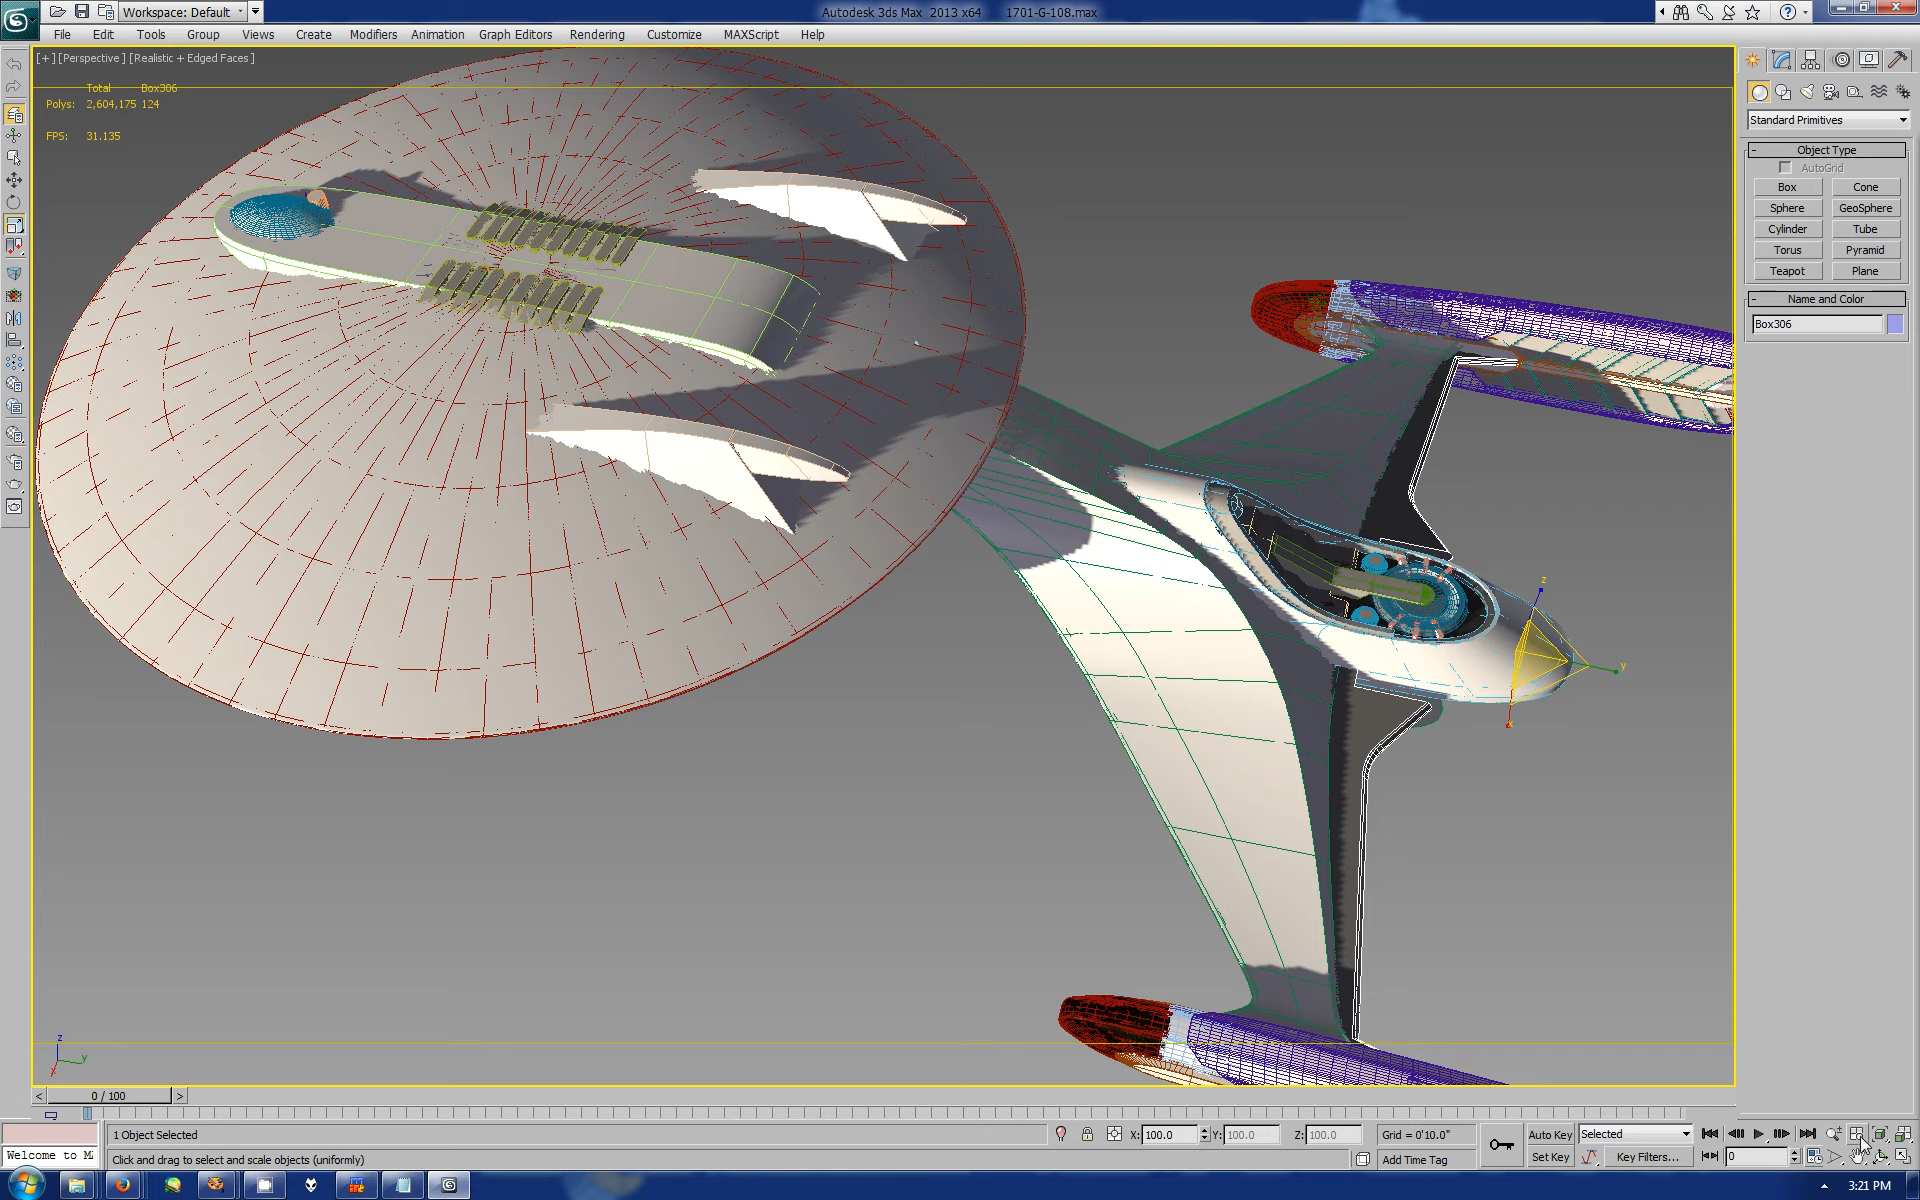 Workspace: Default
Autodesk 3ds Max 2013 x64 1701-G-108.max
File Edit Tools Group Views Create Modifiers Animation Graph Editors Rendering Customize MAXScript Help
[+] [Perspective ] [Realistic + Edged Faces ]
Total Box306
Polys: 2,604,175 124
FPS: 31.135
Standard Primitives
- Object Type
AutoGrid
Box Cone
Sphere GeoSphere
Cylinder Tube
Torus Pyramid
Teapot Plane
- Name and Color
Box306
z
y
x
z
y
x
< 0 / 100 >
1 Object Selected X: 100.0 Y: 100.0 Z: 100.0 Grid = 0'10.0" Auto Key Selected
Welcome to MA Click and drag to select and scale objects (uniformly) Add Time Tag Set Key Key Filters... 0
3:21 PM